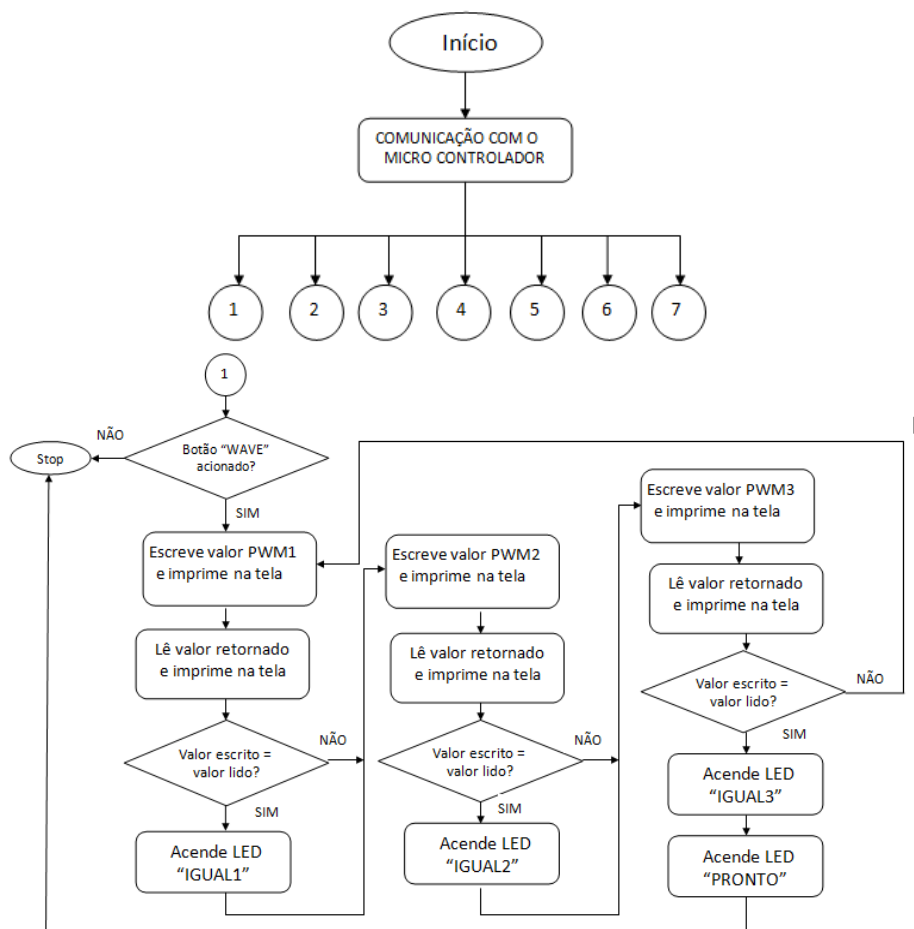 Início
COMUNICAÇÃO COM O
MICRO CONTROLADOR
1 2 3 4 5 6 7
1
NÃO
Stop
Botão “WAVE”
acionado?
SIM
Escreve valor PWM1
e imprime na tela
Lê valor retornado
e imprime na tela
Valor escrito =
valor lido?
NÃO
SIM
Acende LED
“IGUAL1”
Escreve valor PWM2
e imprime na tela
Lê valor retornado
e imprime na tela
Valor escrito =
valor lido?
NÃO
SIM
Acende LED
“IGUAL2”
Escreve valor PWM3
e imprime na tela
Lê valor retornado
e imprime na tela
Valor escrito =
valor lido?
NÃO
SIM
Acende LED
“IGUAL3”
Acende LED
“PRONTO”